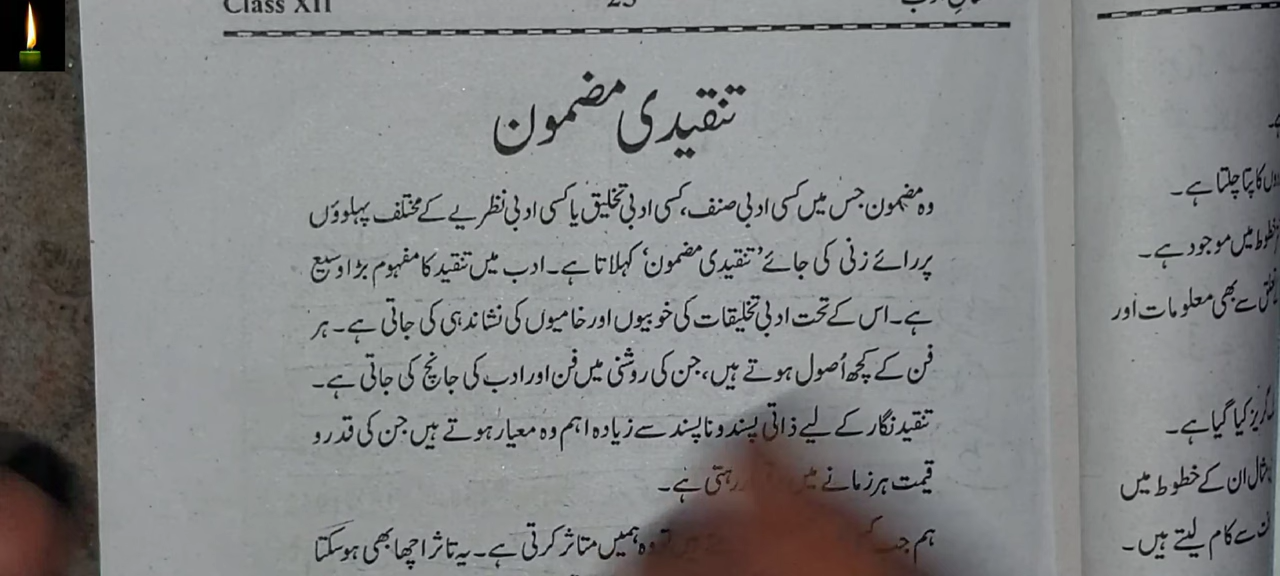 Class XII
23
تنقیدی مضمون
وہ مضمون جس میں کسی ادبی صنف، کسی ادبی تخلیق یا کسی ادبی نظریے کے مختلف پہلوؤں
پر رائے زنی کی جائے ’تنقیدی مضمون‘ کہلاتا ہے۔ ادب میں تنقید کا مفہوم بڑا وسیع
ہے۔ اس کے تحت ادبی تخلیقات کی خوبیوں اور خامیوں کی نشاندہی کی جاتی ہے۔ ہر
فن کے کچھ اُصول ہوتے ہیں، جن کی روشنی میں فن اور ادب کی جانچ کی جاتی ہے۔
تنقید نگار کے لیے ذاتی پسند و ناپسند سے زیادہ اہم وہ معیار ہوتے ہیں جن کی قدر و
قیمت ہر زمانے میں رہتی ہے۔
ہم جب وہ ہمیں متاثر کرتی ہے۔ یہ تاثر اچھا بھی ہو سکتا
کا پتا چلتا ہے۔
میں موجود ہے۔
سے بھی معلومات اور
کیا گیا ہے۔
ان کے خطوط میں
سے کام لیتے ہیں۔